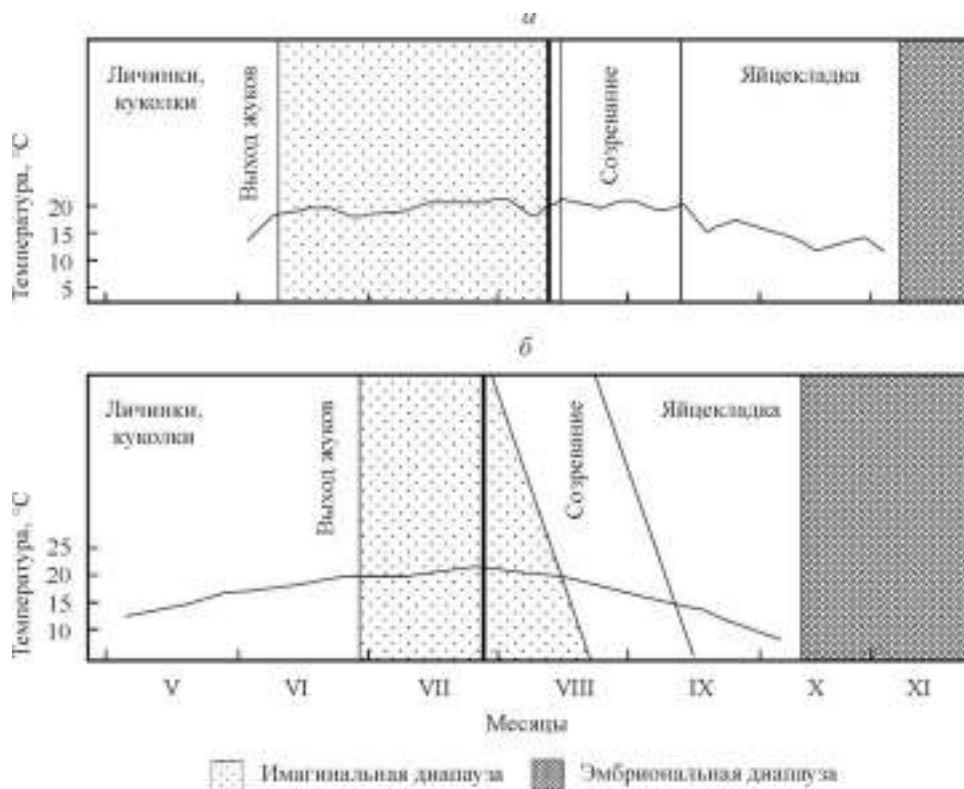 а
Личинки,
куколки
Выход жуков
Созревание
Яйцекладка
Температура, °С
20
15
10
5
б
Личинки,
куколки
Выход жуков
Созревание
Яйцекладка
Температура, °С
25
20
15
10
V VI VII VIII IX X XI
Месяцы
Имагинальная диапауза Эмбриональная диапауза